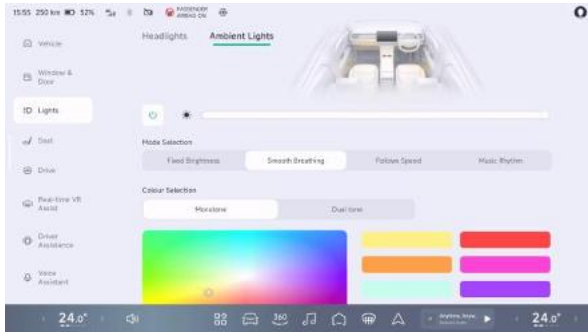 15:55 250 km 52%
PASSENGER
AIRBAG ON
Headlights Ambient Lights
Vehicle
Window &
Door
Lights
Seat
Drive
Real-time VR
Assist
Driver
Assistance
Voice
Assistant
Mode Selection
Fixed Brightness Smooth Breathing Follows Speed Music Rhythm
Colour Selection
Monotone Dual tone
24.0° 360 24.0°